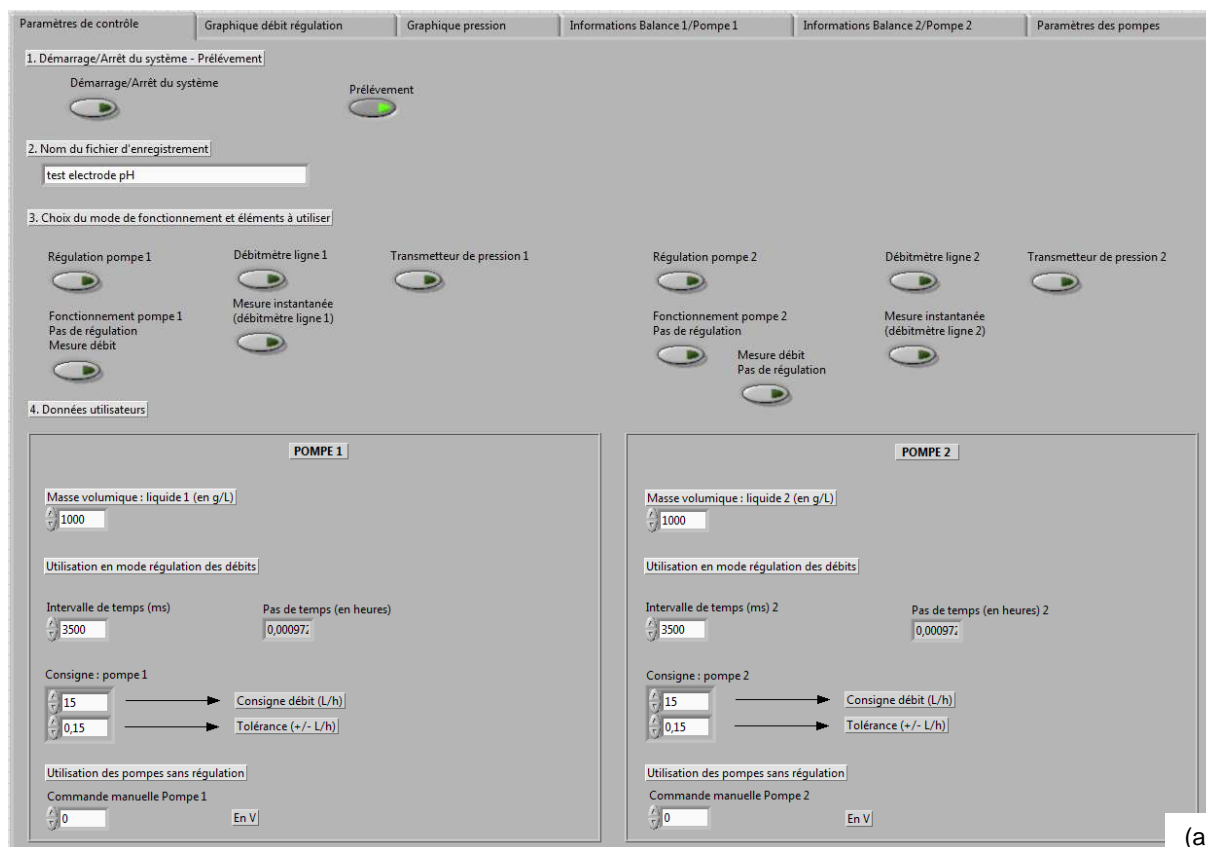 Paramètres de contrôle
Graphique débit régulation
Graphique pression
Informations Balance 1/Pompe 1
Informations Balance 2/Pompe 2
Paramètres des pompes
1. Démarrage/Arrêt du système - Prélévement
Démarrage/Arrêt du système
Prélévement
2. Nom du fichier d'enregistrement
test electrode pH
3. Choix du mode de fonctionnement et éléments à utiliser
Régulation pompe 1
Débitmètre ligne 1
Transmetteur de pression 1
Régulation pompe 2
Débitmètre ligne 2
Transmetteur de pression 2
Fonctionnement pompe 1
Pas de régulation
Mesure débit
Mesure instantanée
(débitmètre ligne 1)
Fonctionnement pompe 2
Pas de régulation
Mesure débit
Pas de régulation
Mesure instantanée
(débitmètre ligne 2)
4. Données utilisateurs
POMPE 1
Masse volumique : liquide 1 (en g/L)
1000
Utilisation en mode régulation des débits
Intervalle de temps (ms)
3500
Pas de temps (en heures)
0,00097
Consigne : pompe 1
15
Consigne débit (L/h)
0,15
Tolérance (+/- L/h)
Utilisation des pompes sans régulation
Commande manuelle Pompe 1
0
En V
POMPE 2
Masse volumique : liquide 2 (en g/L)
1000
Utilisation en mode régulation des débits
Intervalle de temps (ms) 2
3500
Pas de temps (en heures) 2
0,00097
Consigne : pompe 2
15
Consigne débit (L/h)
0,15
Tolérance (+/- L/h)
Utilisation des pompes sans régulation
Commande manuelle Pompe 2
0
En V
(a